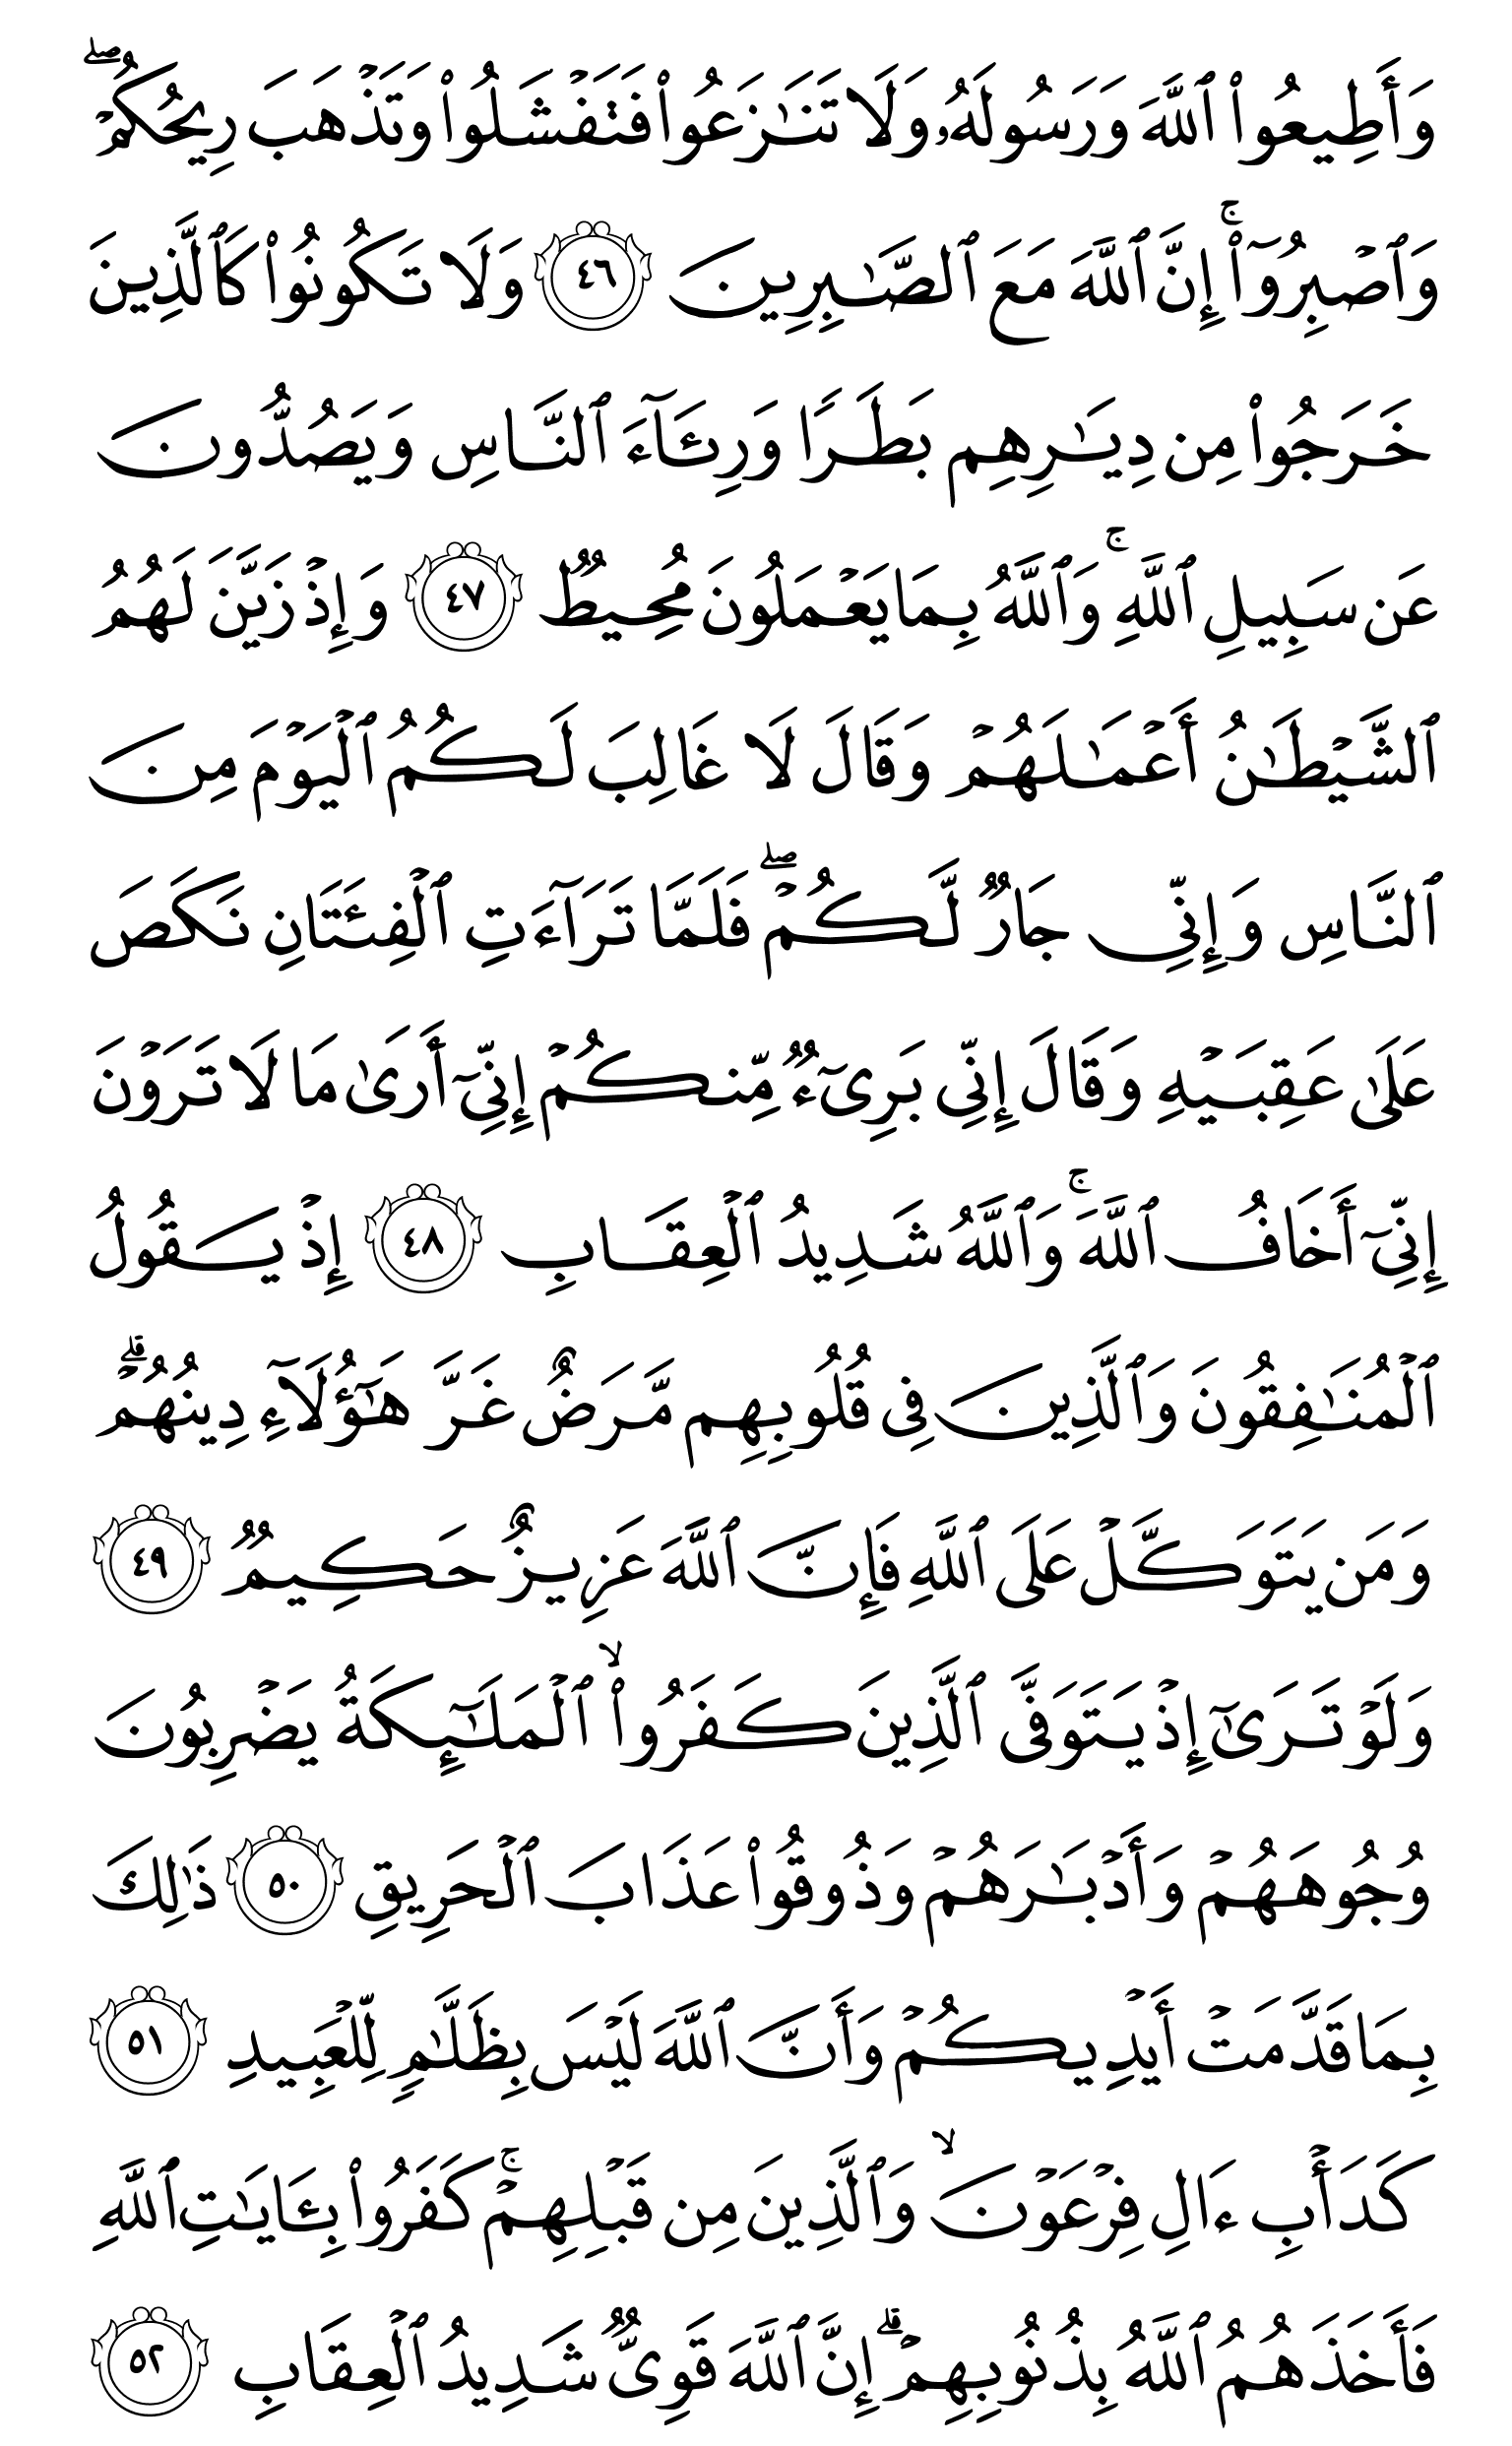 وَأَطِيعُوا۟ ٱللَّهَ وَرَسُولَهُۥ وَلَا تَنَٰزَعُوا۟ فَتَفْشَلُوا۟ وَتَذْهَبَ رِيحُكُمْ ۖ
وَٱصْبِرُوٓا۟ ۚ إِنَّ ٱللَّهَ مَعَ ٱلصَّٰبِرِينَ ٤٦ وَلَا تَكُونُوا۟ كَٱلَّذِينَ
خَرَجُوا۟ مِن دِيَٰرِهِم بَطَرًا وَرِئَآءَ ٱلنَّاسِ وَيَصُدُّونَ
عَن سَبِيلِ ٱللَّهِ ۚ وَٱللَّهُ بِمَا يَعْمَلُونَ مُحِيطٌ ٤٧ وَإِذْ زَيَّنَ لَهُمُ
ٱلشَّيْطَٰنُ أَعْمَٰلَهُمْ وَقَالَ لَا غَالِبَ لَكُمُ ٱلْيَوْمَ مِنَ
ٱلنَّاسِ وَإِنِّى جَارٌ لَّكُمْ ۖ فَلَمَّا تَرَآءَتِ ٱلْفِئَتَانِ نَكَصَ
عَلَىٰ عَقِبَيْهِ وَقَالَ إِنِّى بَرِىٓءٌ مِّنكُمْ إِنِّىٓ أَرَىٰ مَا لَا تَرَوْنَ
إِنِّىٓ أَخَافُ ٱللَّهَ ۚ وَٱللَّهُ شَدِيدُ ٱلْعِقَابِ ٤٨ إِذْ يَقُولُ
ٱلْمُنَٰفِقُونَ وَٱلَّذِينَ فِى قُلُوبِهِم مَّرَضٌ غَرَّ هَٰٓؤُلَآءِ دِينُهُمْ ۗ
وَمَن يَتَوَكَّلْ عَلَى ٱللَّهِ فَإِنَّ ٱللَّهَ عَزِيزٌ حَكِيمٌ ٤٩
وَلَوْ تَرَىٰٓ إِذْ يَتَوَفَّى ٱلَّذِينَ كَفَرُوا۟ ۙ ٱلْمَلَٰٓئِكَةُ يَضْرِبُونَ
وُجُوهَهُمْ وَأَدْبَٰرَهُمْ وَذُوقُوا۟ عَذَابَ ٱلْحَرِيقِ ٥٠ ذَٰلِكَ
بِمَا قَدَّمَتْ أَيْدِيكُمْ وَأَنَّ ٱللَّهَ لَيْسَ بِظَلَّٰمٍ لِّلْعَبِيدِ ٥١
كَدَأْبِ ءَالِ فِرْعَوْنَ ۙ وَٱلَّذِينَ مِن قَبْلِهِمْ ۚ كَفَرُوا۟ بِـَٔايَٰتِ ٱللَّهِ
فَأَخَذَهُمُ ٱللَّهُ بِذُنُوبِهِمْ ۗ إِنَّ ٱللَّهَ قَوِىٌّ شَدِيدُ ٱلْعِقَابِ ٥٢